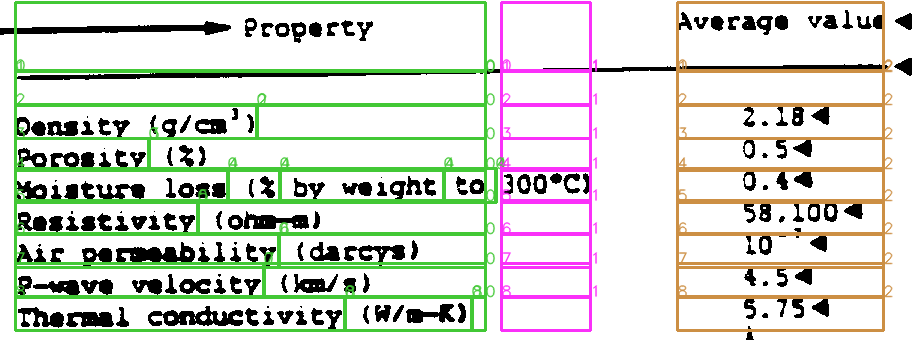 Property Average value
Density (g/cm³) 2.18
Porosity (%) 0.5
Moisture loss (% by weight to 300°C) 0.4
Resistivity (ohm-m) 58,100
Air permeability (darcys)
P-wave velocity (km/s) 4.5
Thermal conductivity (W/m-K) 5.75